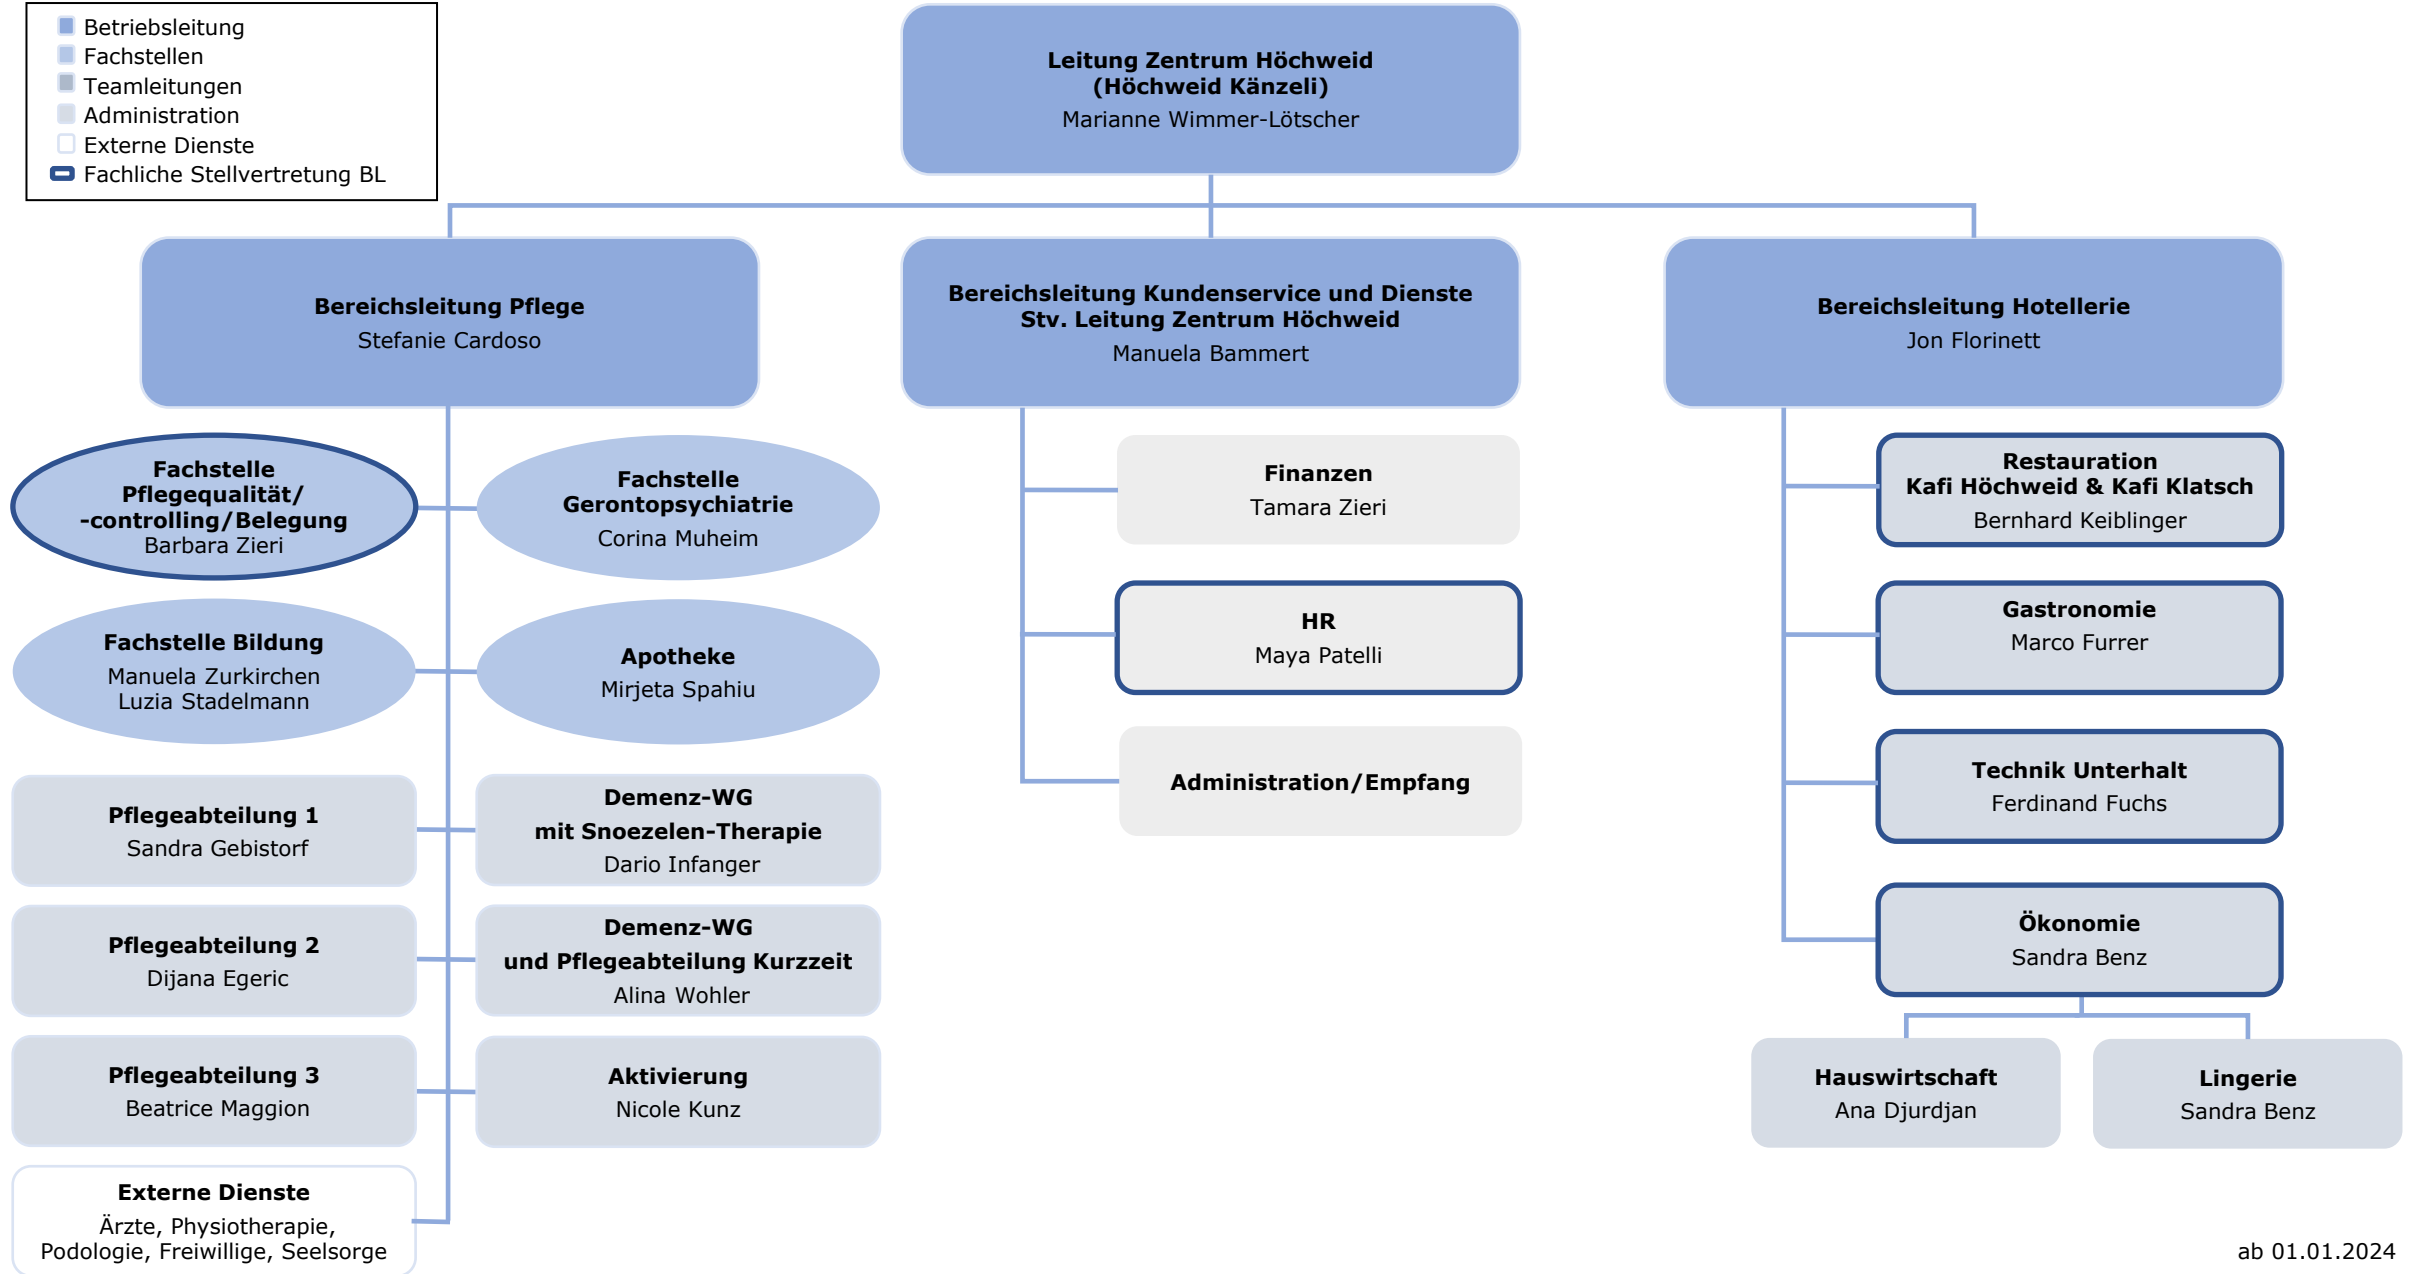 Betriebsleitung
Fachstellen
Teamleitungen
Administration
Externe Dienste
Fachliche Stellvertretung BL
Leitung Zentrum Höchweid
(Höchweid Känzeli)
Marianne Wimmer-Lötscher
Bereichsleitung Pflege
Stefanie Cardoso
Bereichsleitung Kundenservice und Dienste
Stv. Leitung Zentrum Höchweid
Manuela Bammert
Bereichsleitung Hotellerie
Jon Florinett
Fachstelle
Pflegequalität/
-controlling/Belegung
Barbara Zieri
Fachstelle
Gerontopsychiatrie
Corina Muheim
Fachstelle Bildung
Manuela Zurkirchen
Luzia Stadelmann
Apotheke
Mirjeta Spahiu
Pflegeabteilung 1
Sandra Gebistorf
Demenz-WG
mit Snoezelen-Therapie
Dario Infanger
Pflegeabteilung 2
Dijana Egeric
Demenz-WG
und Pflegeabteilung Kurzzeit
Alina Wohler
Pflegeabteilung 3
Beatrice Maggion
Aktivierung
Nicole Kunz
Externe Dienste
Ärzte, Physiotherapie,
Podologie, Freiwillige, Seelsorge
Finanzen
Tamara Zieri
HR
Maya Patelli
Administration/Empfang
Restauration
Kafi Höchweid & Kafi Klatsch
Bernhard Keiblinger
Gastronomie
Marco Furrer
Technik Unterhalt
Ferdinand Fuchs
Ökonomie
Sandra Benz
Hauswirtschaft
Ana Djurdjan
Lingerie
Sandra Benz
ab 01.01.2024